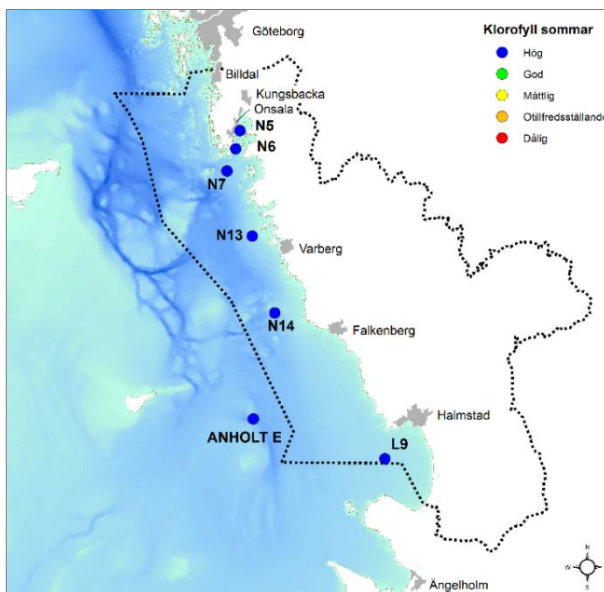 Klorofyll sommar
Hög
God
Måttlig
Otillfredsställande
Dålig
Göteborg
Billdal
Kungsbacka
Onsala
N5
N6
N7
N13
Varberg
N14
Falkenberg
ANHOLT E
Halmstad
L9
Ängelholm
N
W
S